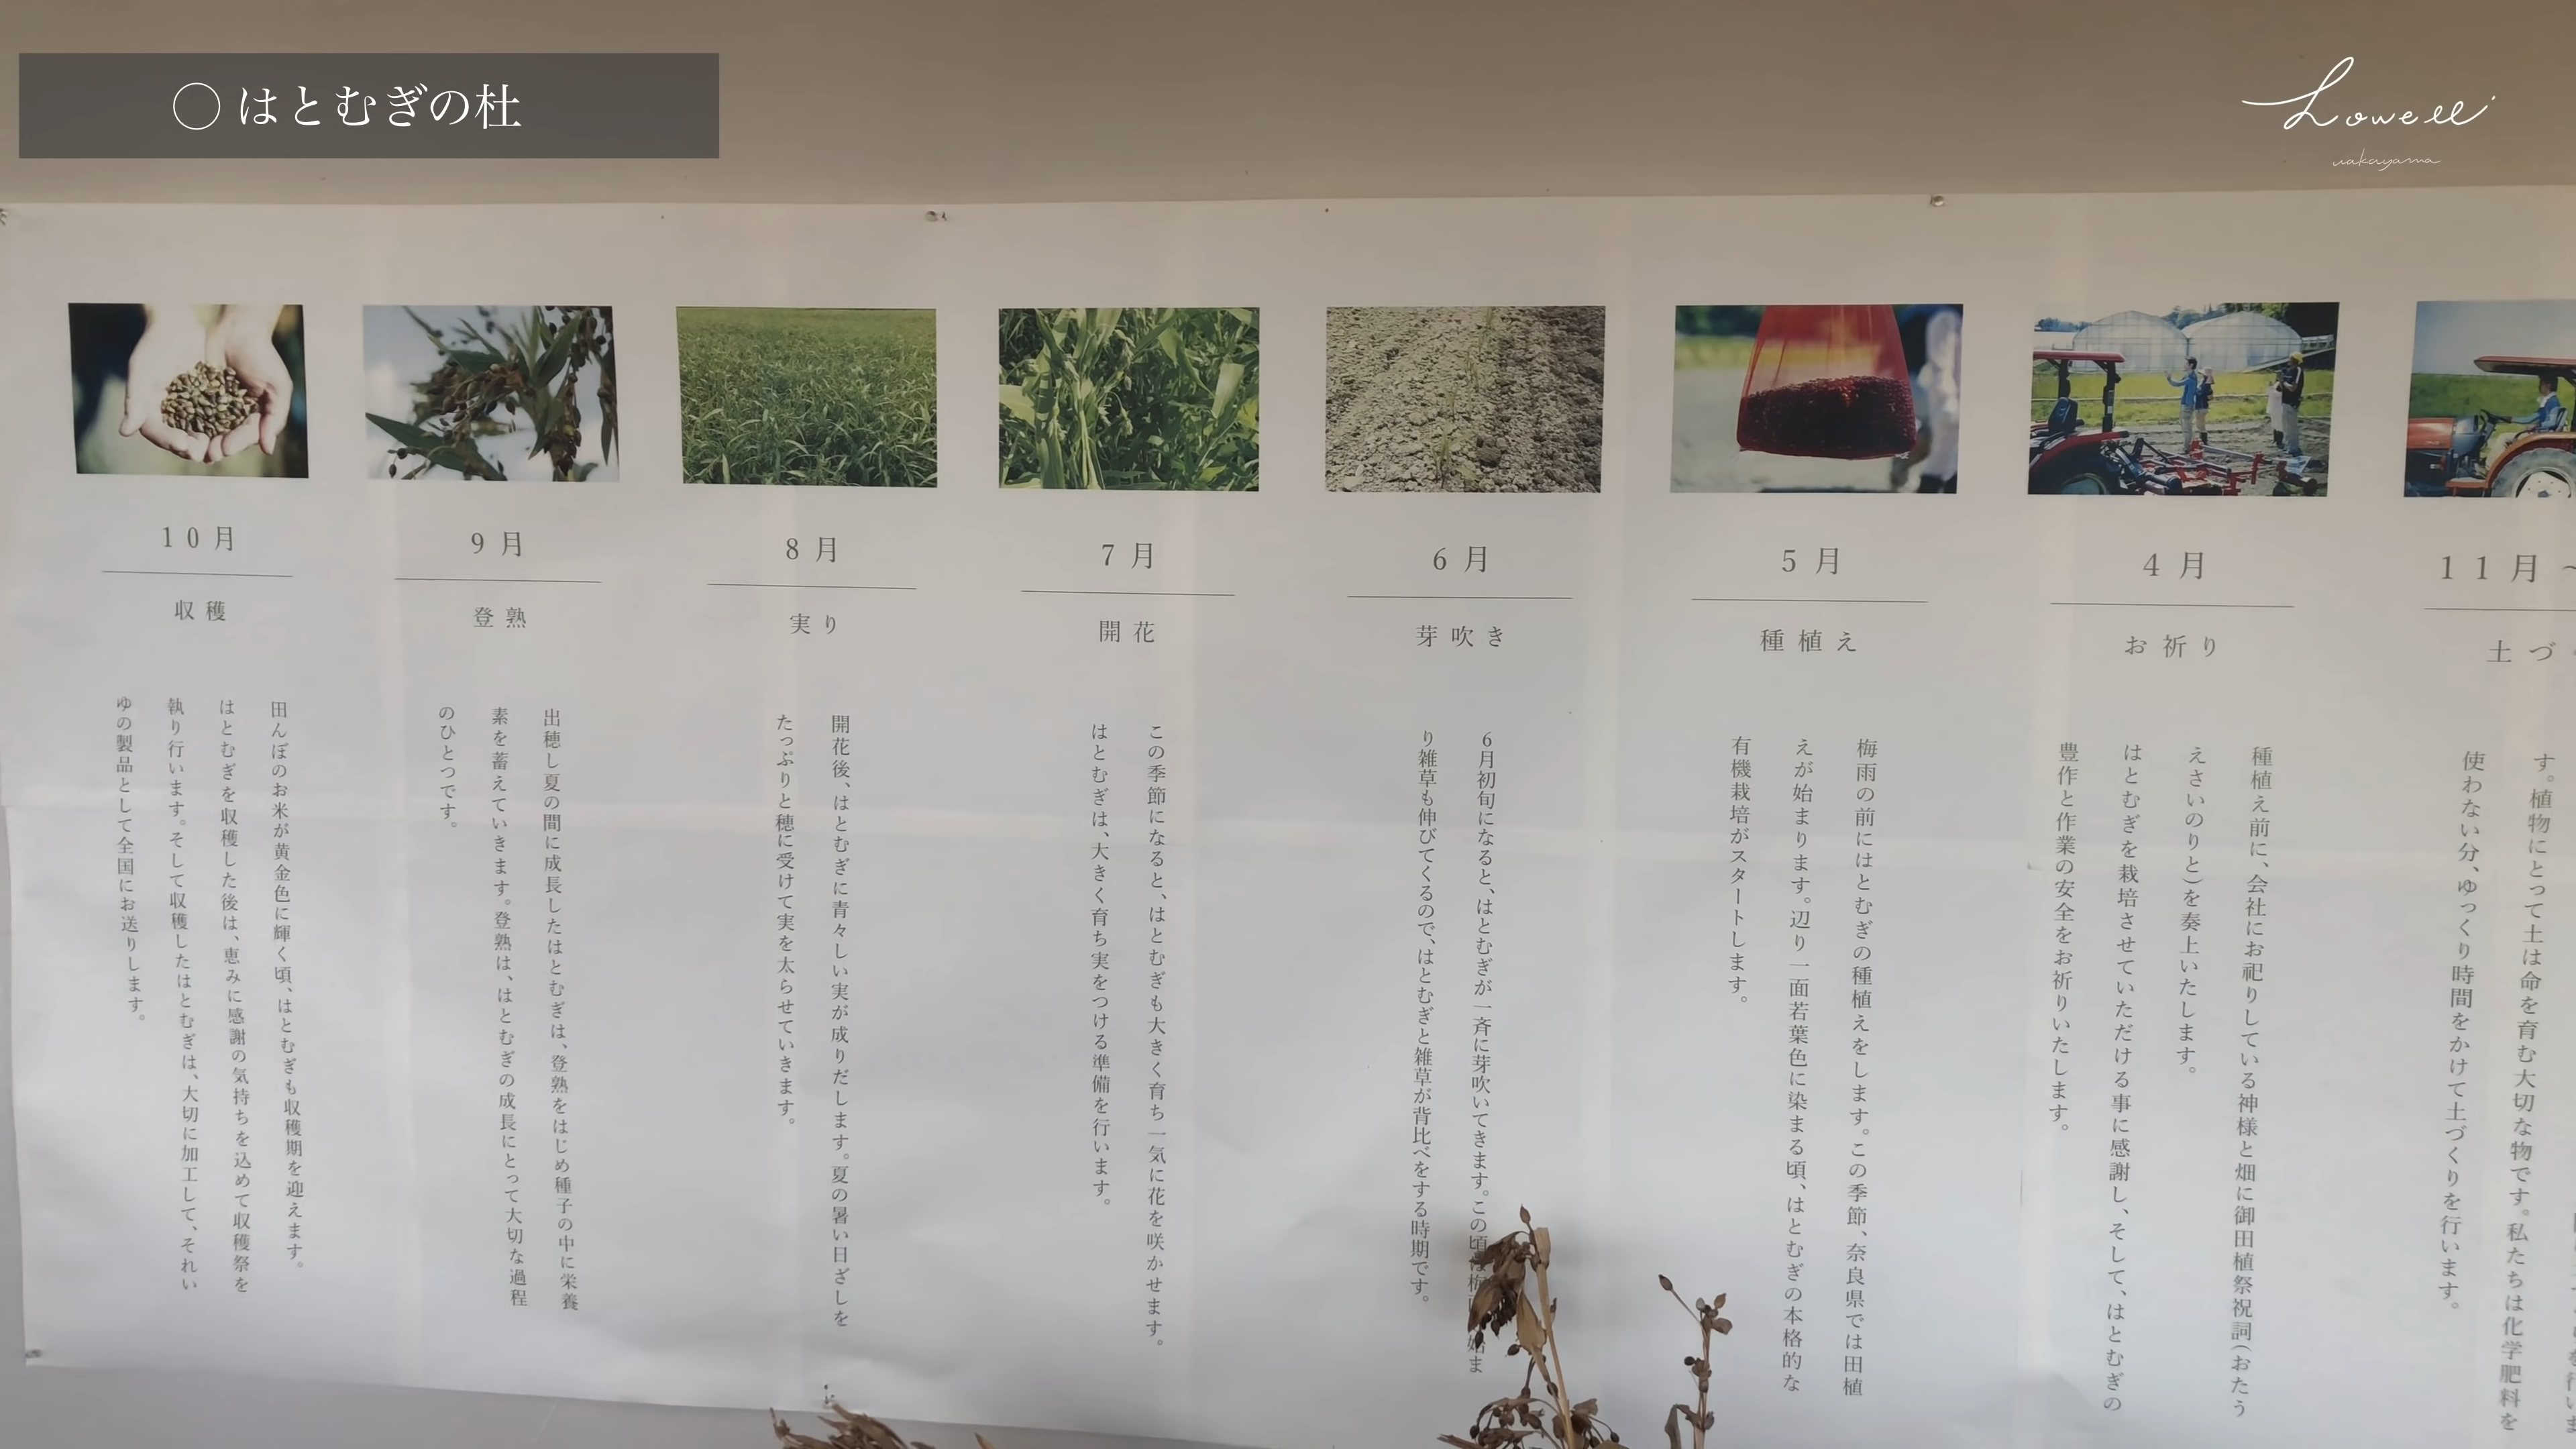 〇はとむぎの杜
Lowell
nakayama
11月
土づ
す。植物にとって土は命を育む大切な物です。私たちは化学肥料を
使わない分、ゆっくり時間をかけて土づくりを行います。
4月
お祈り
種植え前に、会社にお祀りしている神様と畑に御田植祭祝詞(おたう
えさいのりと)を奏上いたします。
はとむぎを栽培させていただける事に感謝し、そして、はとむぎの
豊作と作業の安全をお祈りいたします。
5月
種植え
梅雨の前にはとむぎの種植えをします。この季節、奈良県では田植
えが始まります。辺り一面若葉色に染まる頃、はとむぎの本格的な
有機栽培がスタートします。
6月
芽吹き
6月初旬になると、はとむぎが一斉に芽吹いてきます。この頃 始ま
り雑草も伸びてくるので、はとむぎと雑草が背比べをする時期です。
7月
開花
この季節になると、はとむぎも大きく育ち一気に花を咲かせます。
はとむぎは、大きく育ち実をつける準備を行います。
8月
実り
開花後、はとむぎに青々しい実が成りだします。夏の暑い日ざしを
たっぷりと穂に受けて実を太らせていきます。
9月
登熟
出穂し夏の間に成長したはとむぎは、登熟をはじめ種子の中に栄養
素を蓄えていきます。登熟は、はとむぎの成長にとって大切な過程
のひとつです。
10月
収穫
田んぼのお米が黄金色に輝く頃、はとむぎも収穫期を迎えます。
はとむぎを収穫した後は、恵みに感謝の気持ちを込めて収穫祭を
執り行います。そして収穫したはとむぎは、大切に加工して、それい
ゆの製品として全国にお送りします。